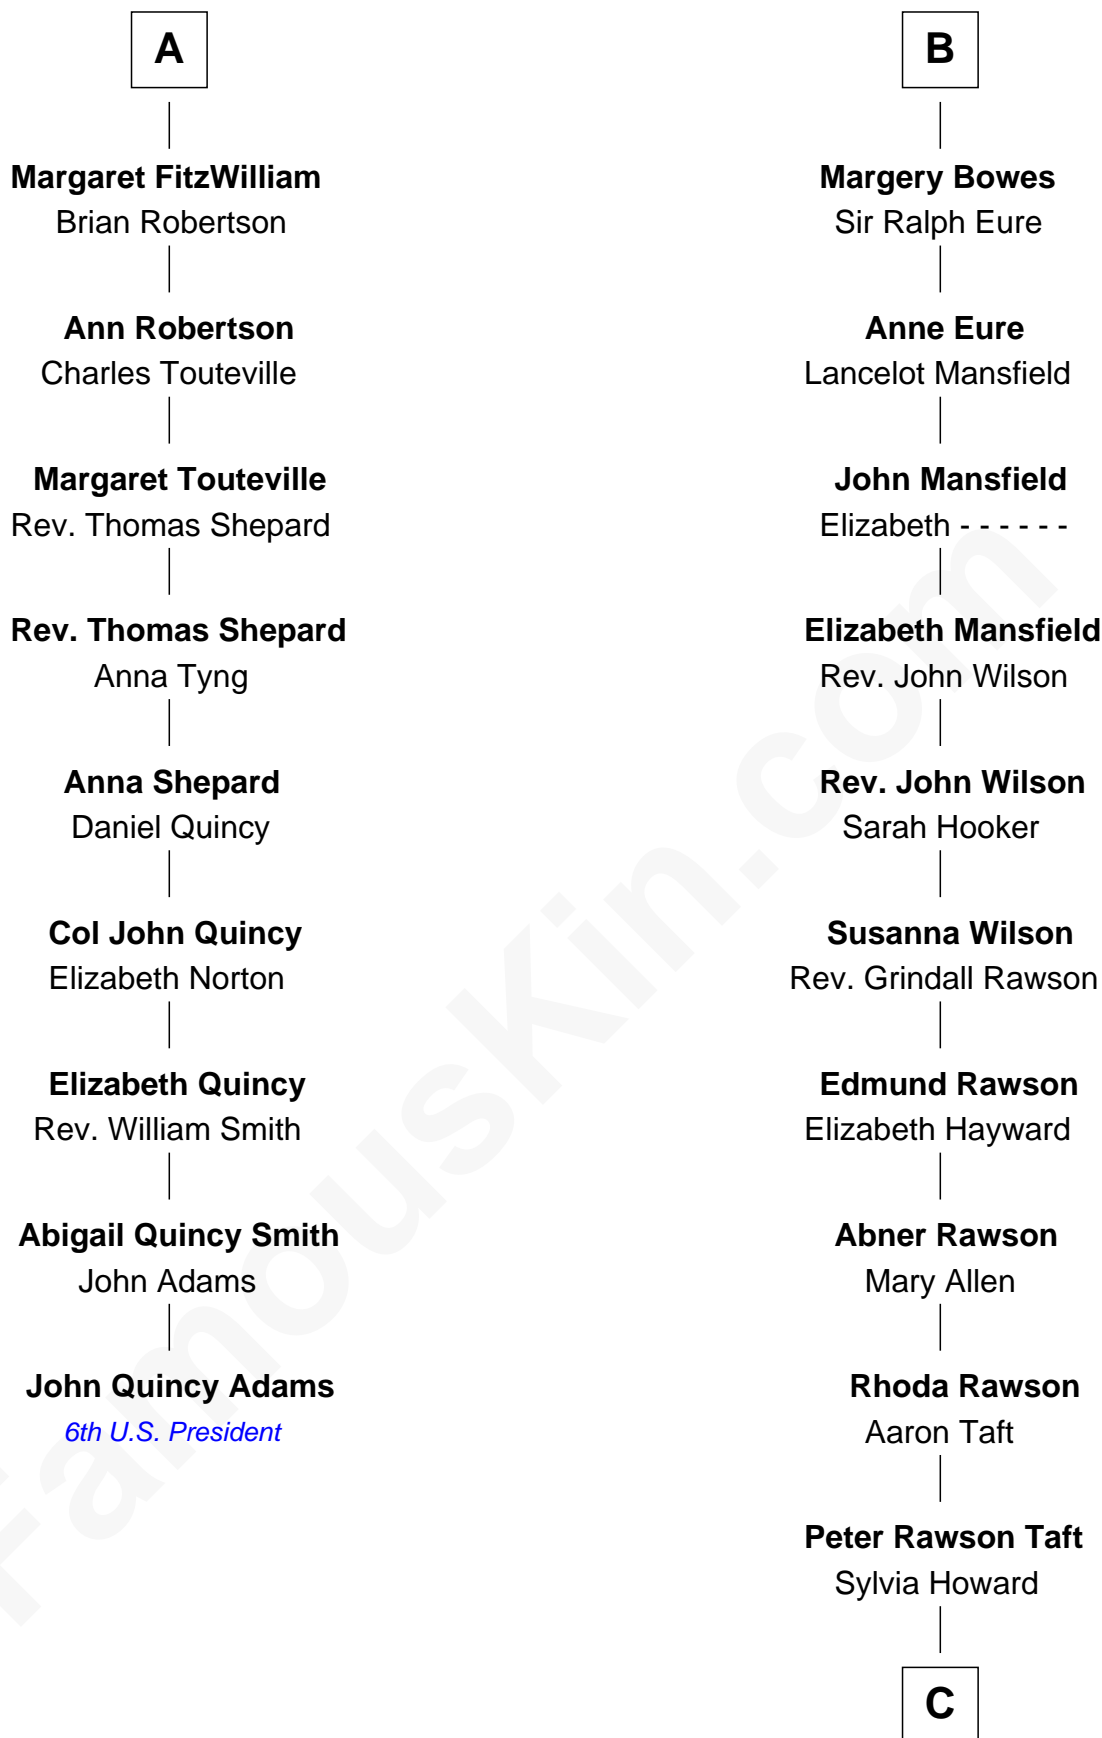 A
Margaret FitzWilliam
Brian Robertson
Ann Robertson
Charles Touteville
Margaret Touteville
Rev. Thomas Shepard
Rev. Thomas Shepard
Anna Tyng
Anna Shepard
Daniel Quincy
Col John Quincy
Elizabeth Norton
Elizabeth Quincy
Rev. William Smith
Abigail Quincy Smith
John Adams
John Quincy Adams
6th U.S. President
B
Margery Bowes
Sir Ralph Eure
Anne Eure
Lancelot Mansfield
John Mansfield
Elizabeth - - - - - -
Elizabeth Mansfield
Rev. John Wilson
Rev. John Wilson
Sarah Hooker
Susanna Wilson
Rev. Grindall Rawson
Edmund Rawson
Elizabeth Hayward
Abner Rawson
Mary Allen
Rhoda Rawson
Aaron Taft
Peter Rawson Taft
Sylvia Howard
C
FamousKin.com